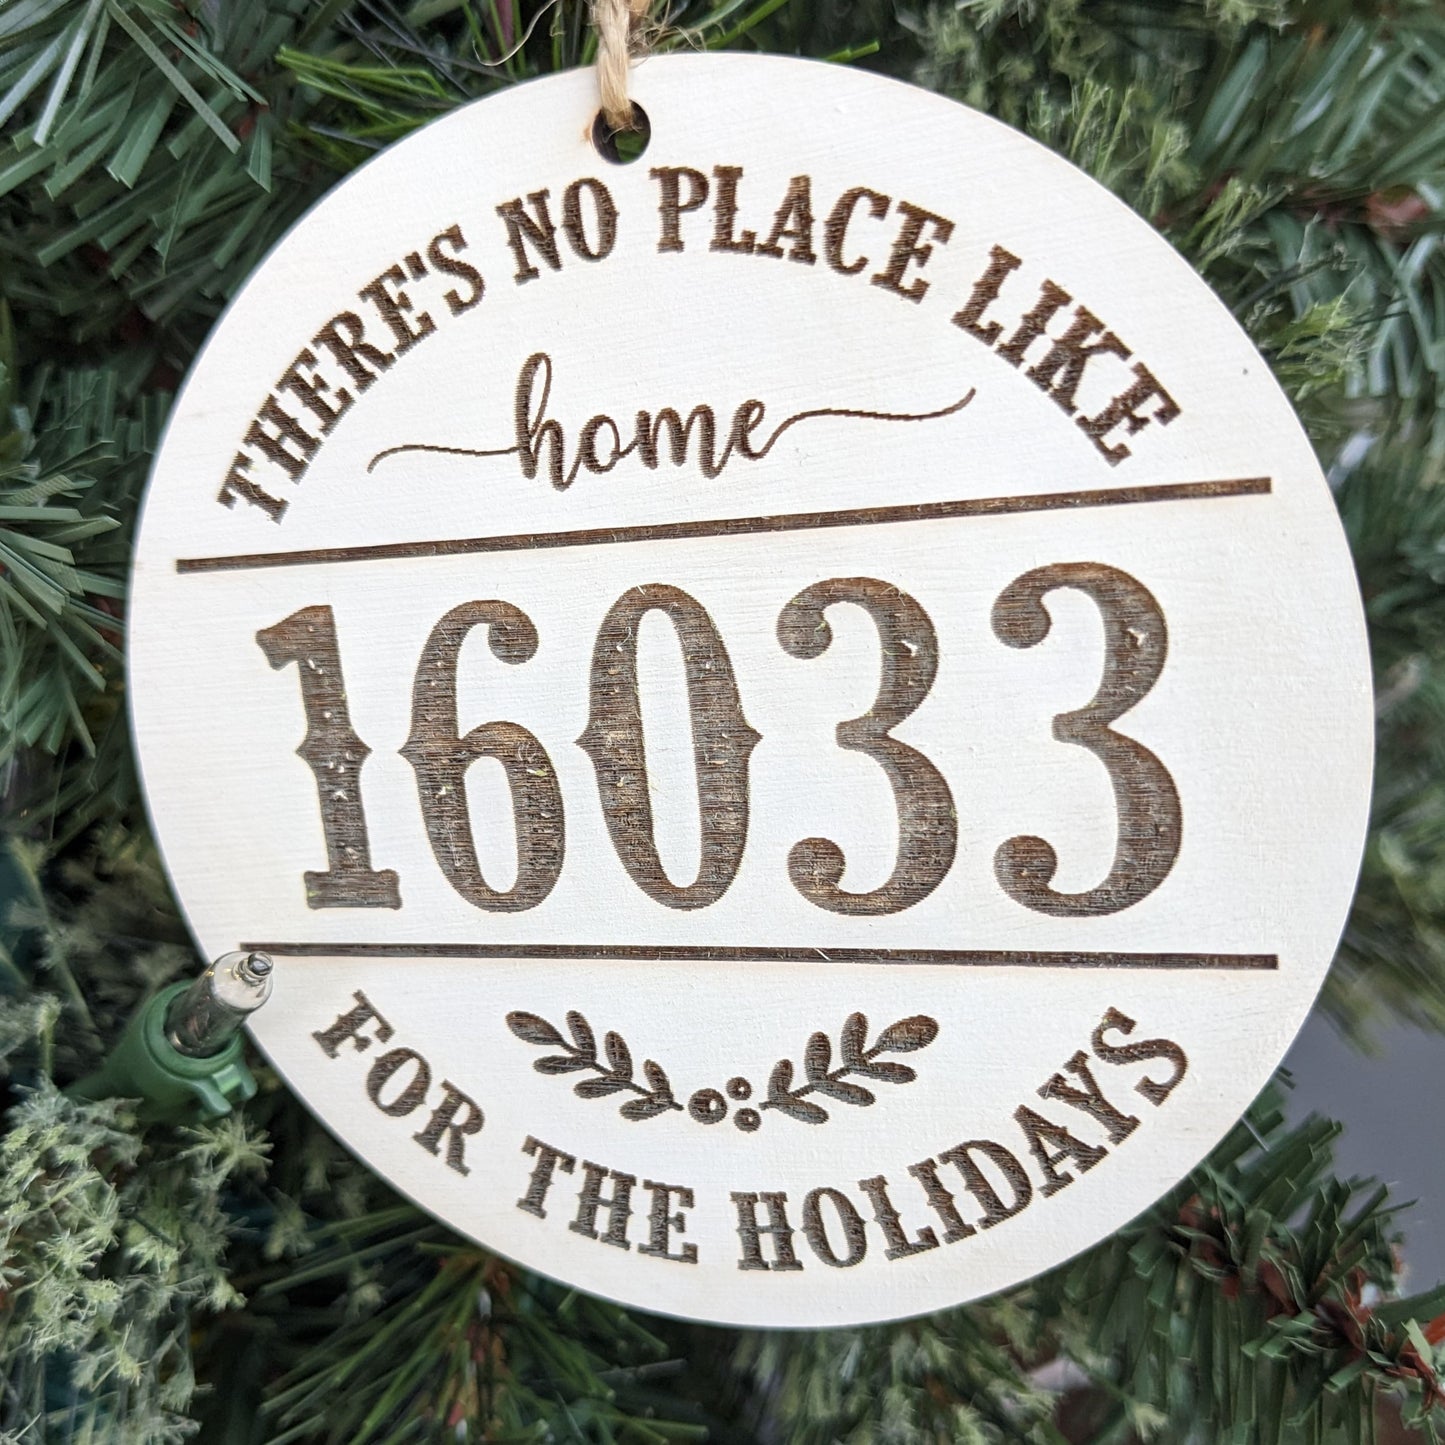 THERE'S NO PLACE LIKE
home
16033
FOR THE HOLIDAYS